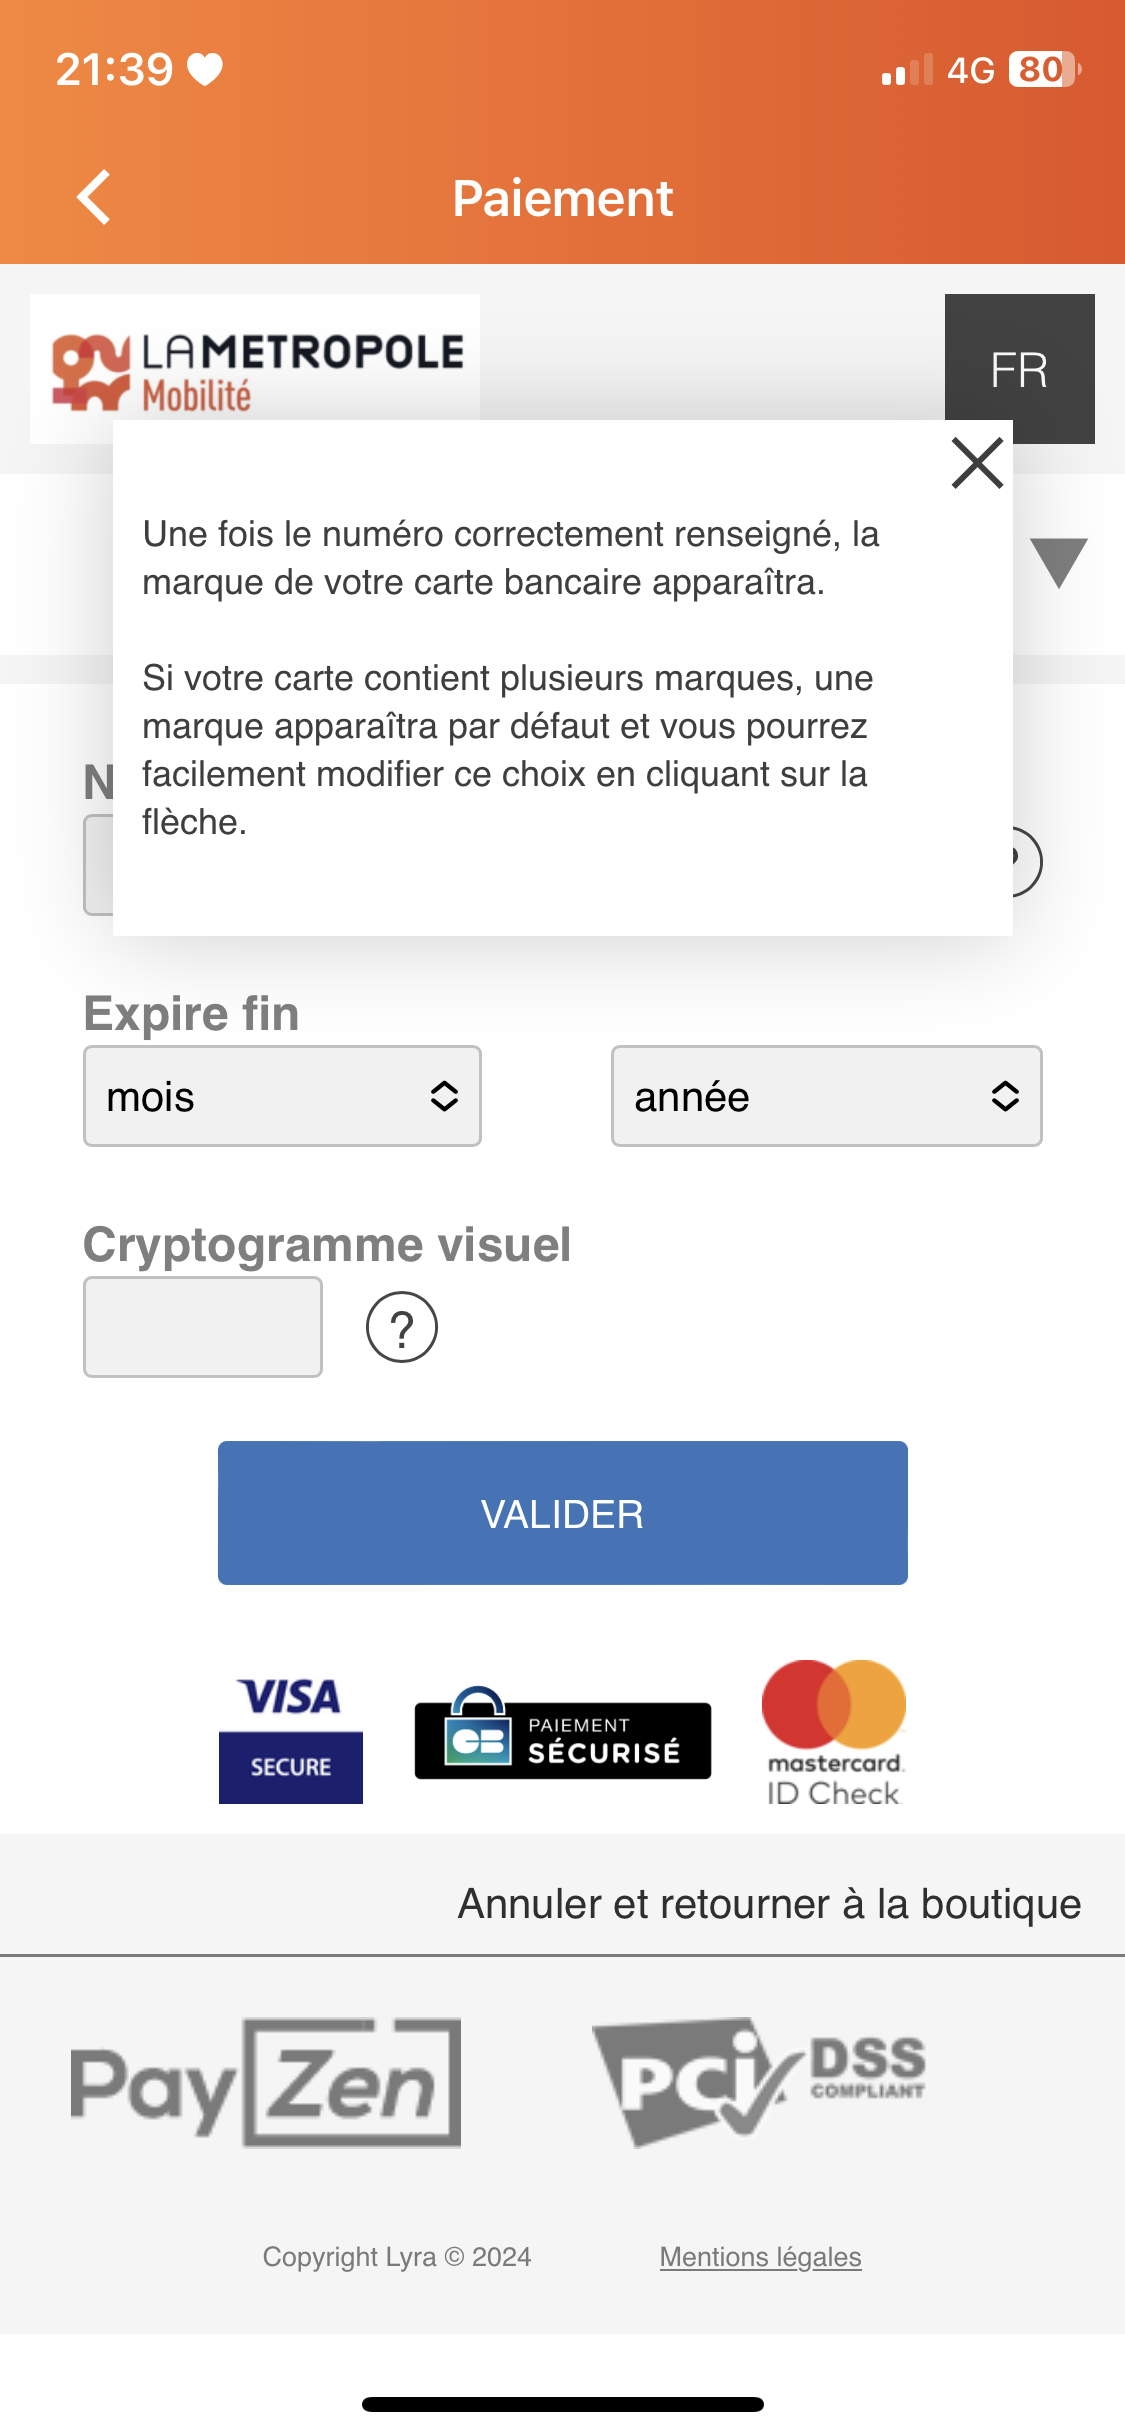 21:39
4G 80
Paiement
LAMETROPOLE
Mobilité
FR
Une fois le numéro correctement renseigné, la
marque de votre carte bancaire apparaîtra.
Si votre carte contient plusieurs marques, une
marque apparaîtra par défaut et vous pourrez
facilement modifier ce choix en cliquant sur la
flèche.
Expire fin
mois
année
Cryptogramme visuel
?
VALIDER
VISA
SECURE
CB
PAIEMENT
SÉCURISÉ
mastercard.
ID Check
Annuler et retourner à la boutique
PayZen
PCi DSS
COMPLIANT
Copyright Lyra © 2024
Mentions légales